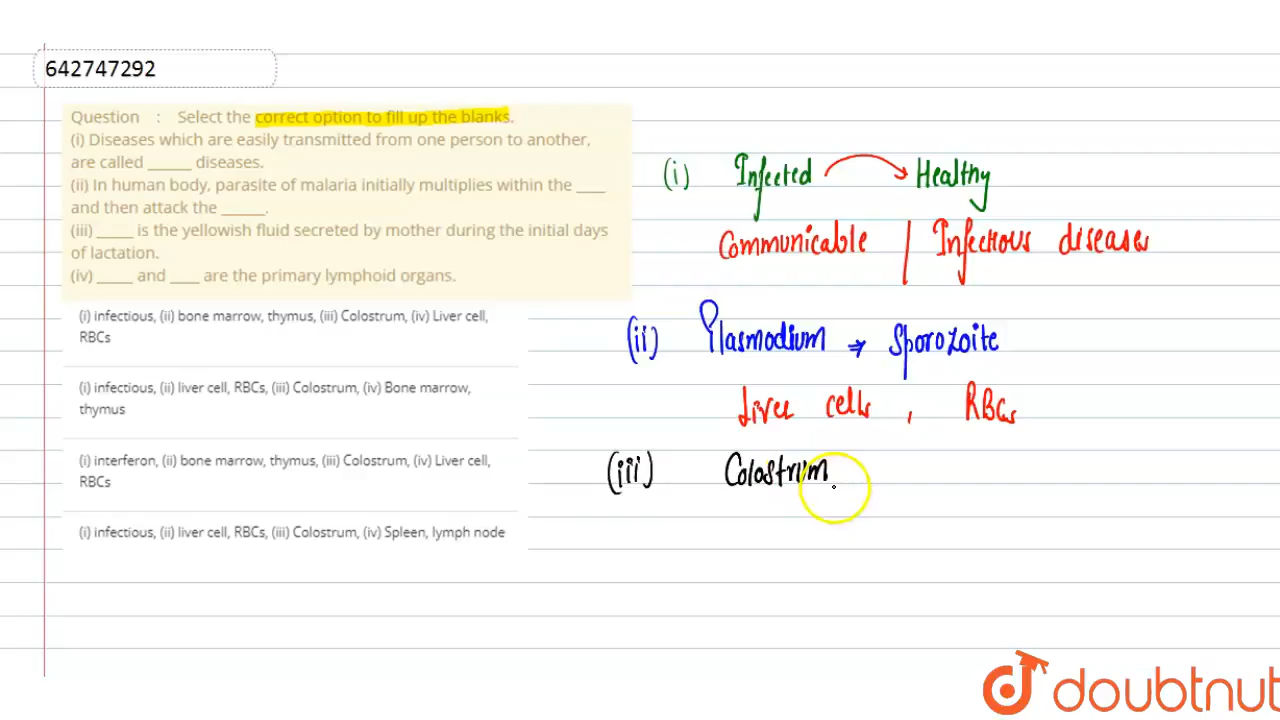 642747292
Question : Select the correct option to fill up the blanks.
(i) Diseases which are easily transmitted from one person to another,
are called ______ diseases.
(ii) In human body, parasite of malaria initially multiplies within the ____
and then attack the ______.
(iii) _____ is the yellowish fluid secreted by mother during the initial days
of lactation.
(iv) _____ and ____ are the primary lymphoid organs.
(i) infectious, (ii) bone marrow, thymus, (iii) Colostrum, (iv) Liver cell,
RBCs
(i) infectious, (ii) liver cell, RBCs, (iii) Colostrum, (iv) Bone marrow,
thymus
(i) interferon, (ii) bone marrow, thymus, (iii) Colostrum, (iv) Liver cell,
RBCs
(i) infectious, (ii) liver cell, RBCs, (iii) Colostrum, (iv) Spleen, lymph node
(i) Infected Healthy
Communicable / Infectious diseases
(ii) Plasmodium ⇒ Sporozoite
Liver cells , RBCs
(iii) Colostrum
doubtnut